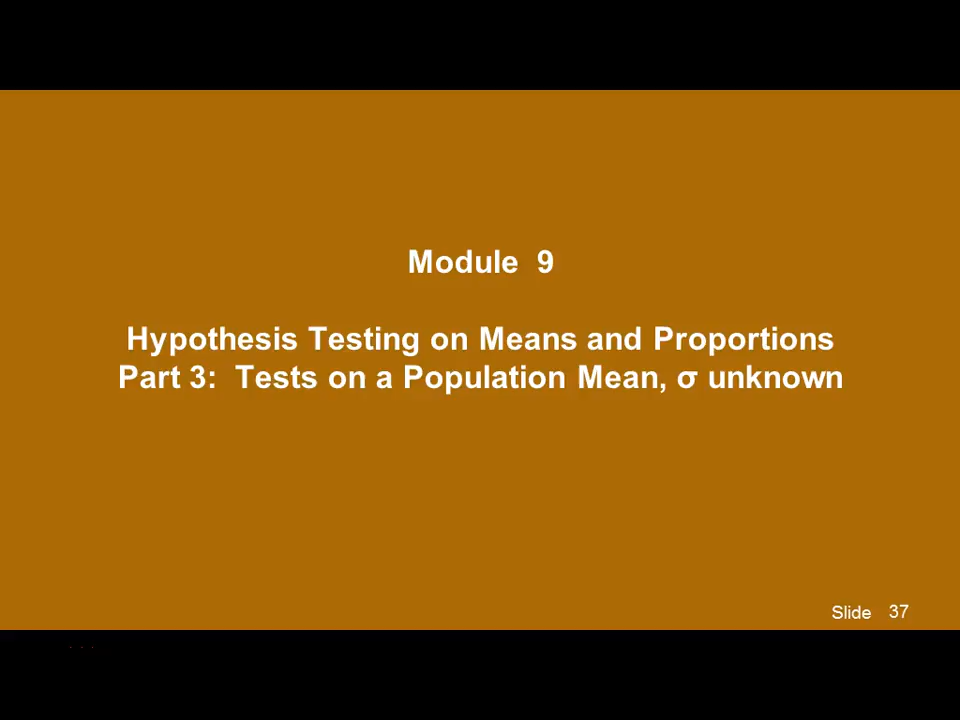 Module  9
Hypothesis Testing on Means and Proportions
Part 3:  Tests on a Population Mean, σ unknown
Slide 37